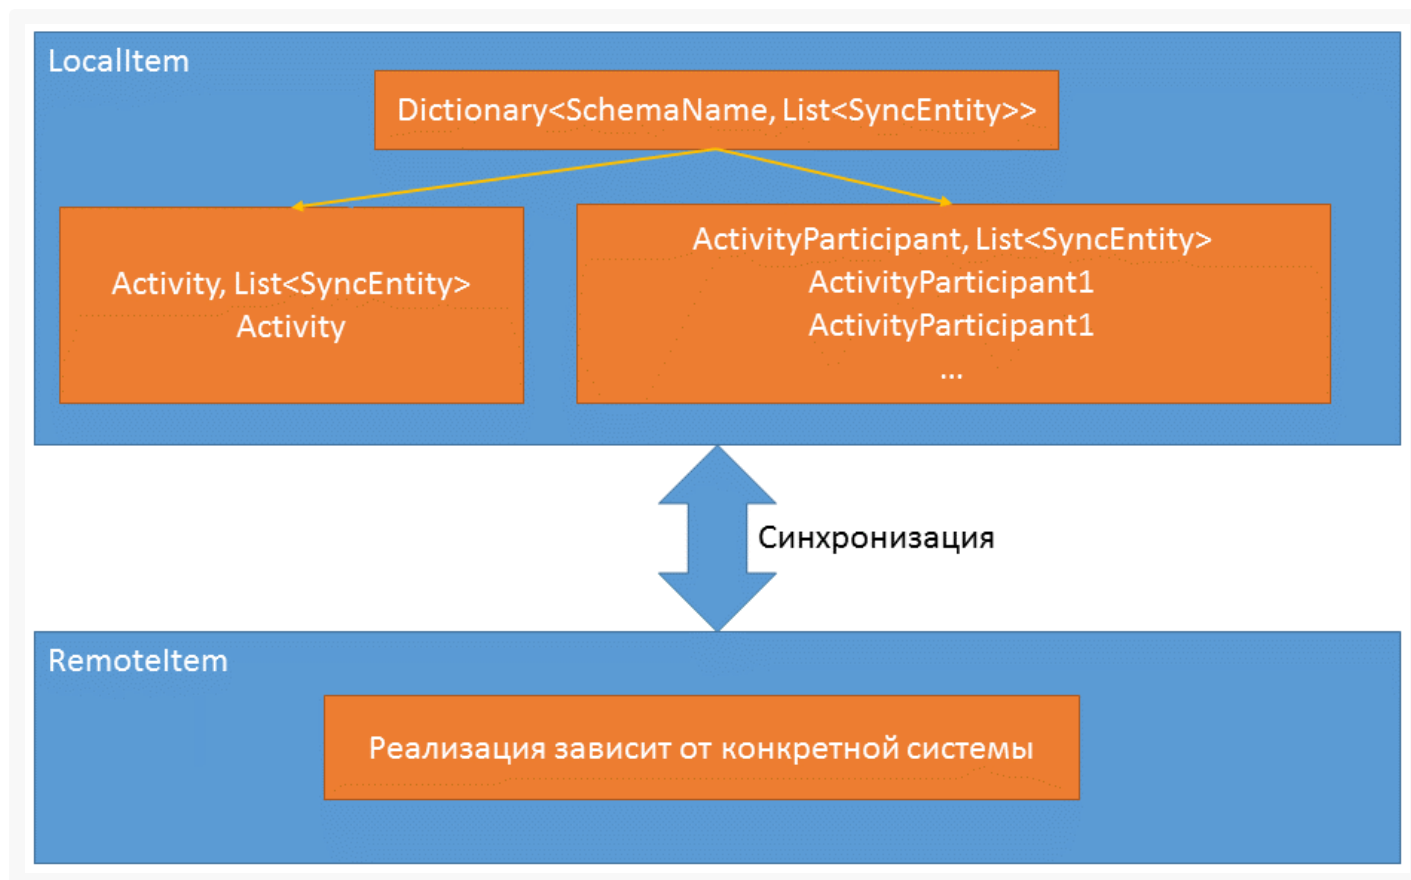 LocalItem
Dictionary<SchemaName, List<SyncEntity>>
Activity, List<SyncEntity>
Activity
ActivityParticipant, List<SyncEntity>
ActivityParticipant1
ActivityParticipant1
...
Синхронизация
RemoteItem
Реализация зависит от конкретной системы